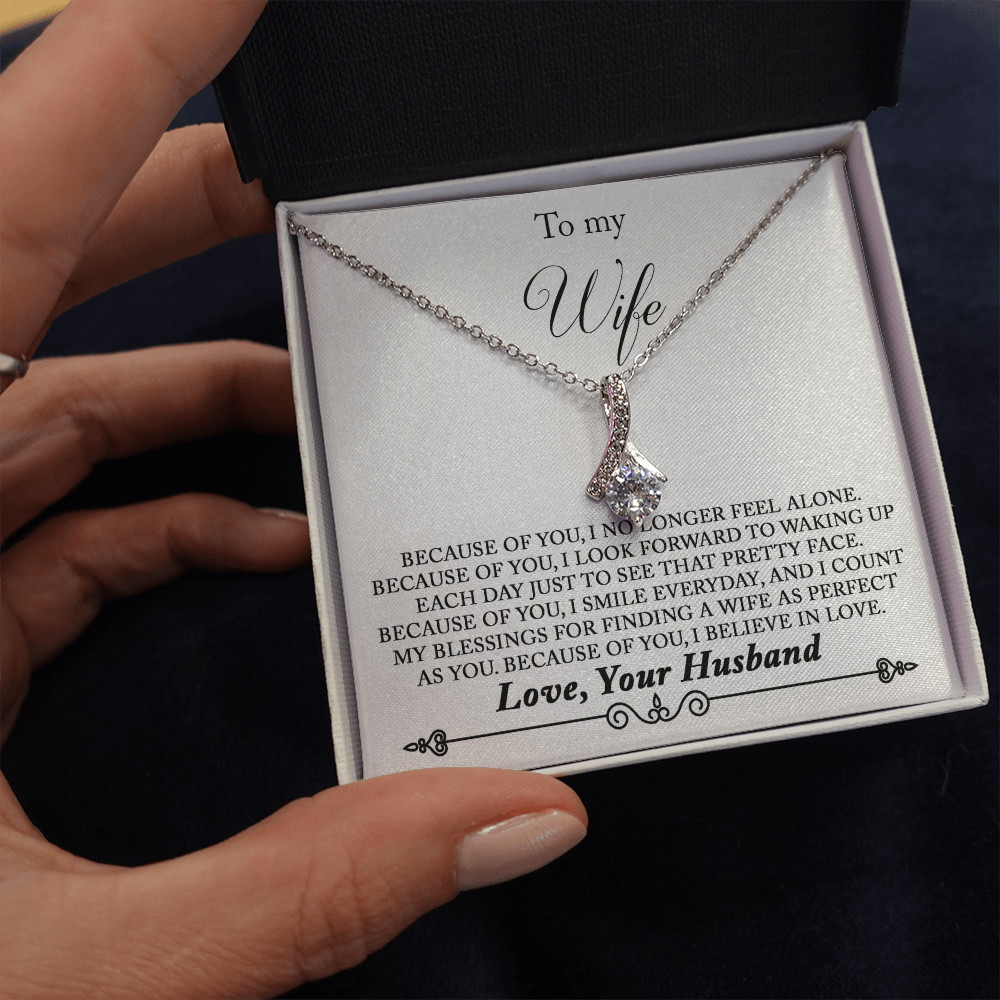 To my
Wife
BECAUSE OF YOU, I NO LONGER FEEL ALONE.
BECAUSE OF YOU, I LOOK FORWARD TO WAKING UP
EACH DAY JUST TO SEE THAT PRETTY FACE.
BECAUSE OF YOU, I SMILE EVERYDAY, AND I COUNT
MY BLESSINGS FOR FINDING A WIFE AS PERFECT
AS YOU. BECAUSE OF YOU, I BELIEVE IN LOVE.
Love, Your Husband